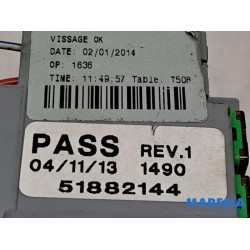 VISSAGE OK
DATE: 02/01/2014
OP: 1636
TIME: 11:49:57 Table: T50R
PASS REV.1
04/11/13 1490
51882144